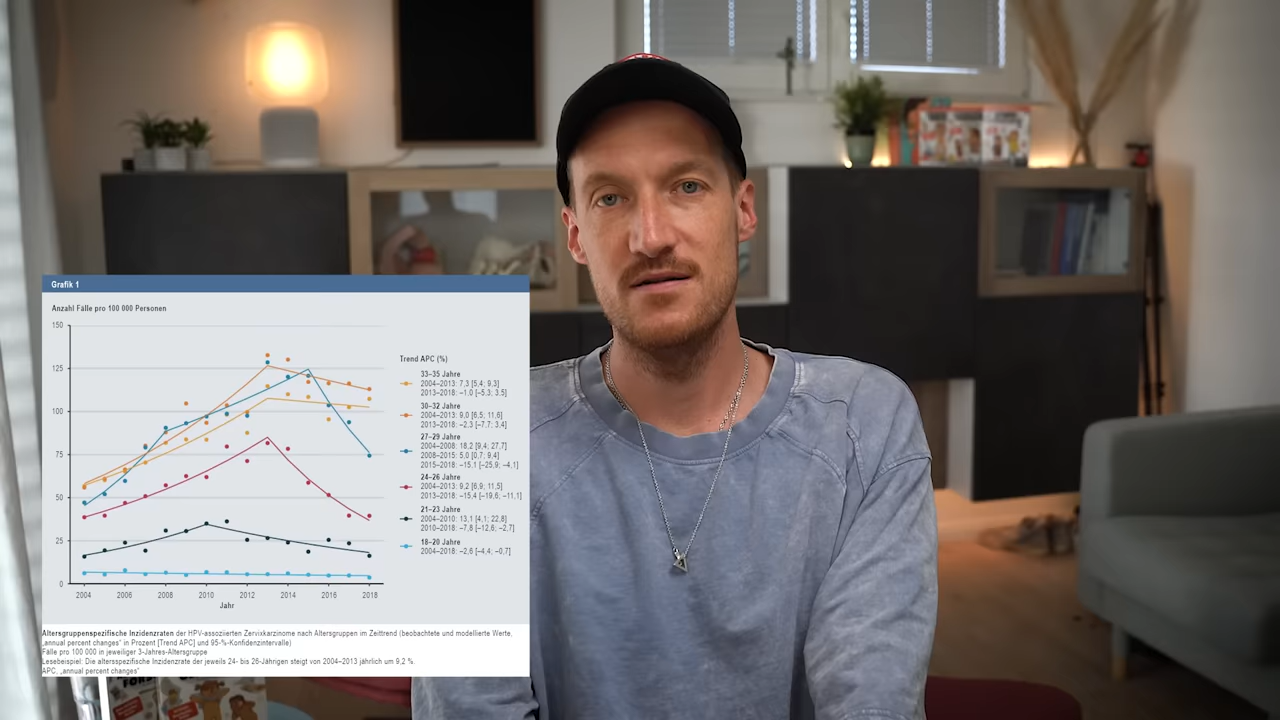 Grafik 1
Anzahl Fälle pro 100 000 Personen
150
125
100
75
50
25
0
2004 2006 2008 2010 2012 2014 2016 2018
Jahr
Trend APC (%)
33–35 Jahre
2004–2013: 7,3 [5,4; 9,3]
2013–2018: –1,0 [–5,3; 3,5]
30–32 Jahre
2004–2013: 9,0 [6,5; 11,6]
2013–2018: –2,3 [–7,7; 3,4]
27–29 Jahre
2004–2008: 18,2 [9,4; 27,7]
2008–2015: 5,0 [0,7; 9,4]
2015–2018: –15,1 [–25,9; –4,1]
24–26 Jahre
2004–2013: 9,2 [6,9; 11,5]
2013–2018: –15,4 [–19,6; –11,1]
21–23 Jahre
2004–2010: 13,1 [4,1; 22,8]
2010–2018: –7,8 [–12,6; –2,7]
18–20 Jahre
2004–2018: –2,6 [–4,4; –0,7]
Altersgruppenspezifische Inzidenzraten der HPV-assoziierten Zervixkarzinome nach Altersgruppen im Zeittrend (beobachtete und modellierte Werte,
„annual percent changes“ in Prozent [Trend APC] und 95-%-Konfidenzintervalle)
Fälle pro 100 000 in jeweiliger 3-Jahres-Altersgruppe
Lesebeispiel: Die altersspezifische Inzidenzrate der jeweils 24- bis 26-Jährigen steigt von 2004–2013 jährlich um 9,2 %.
APC, „annual percent changes“